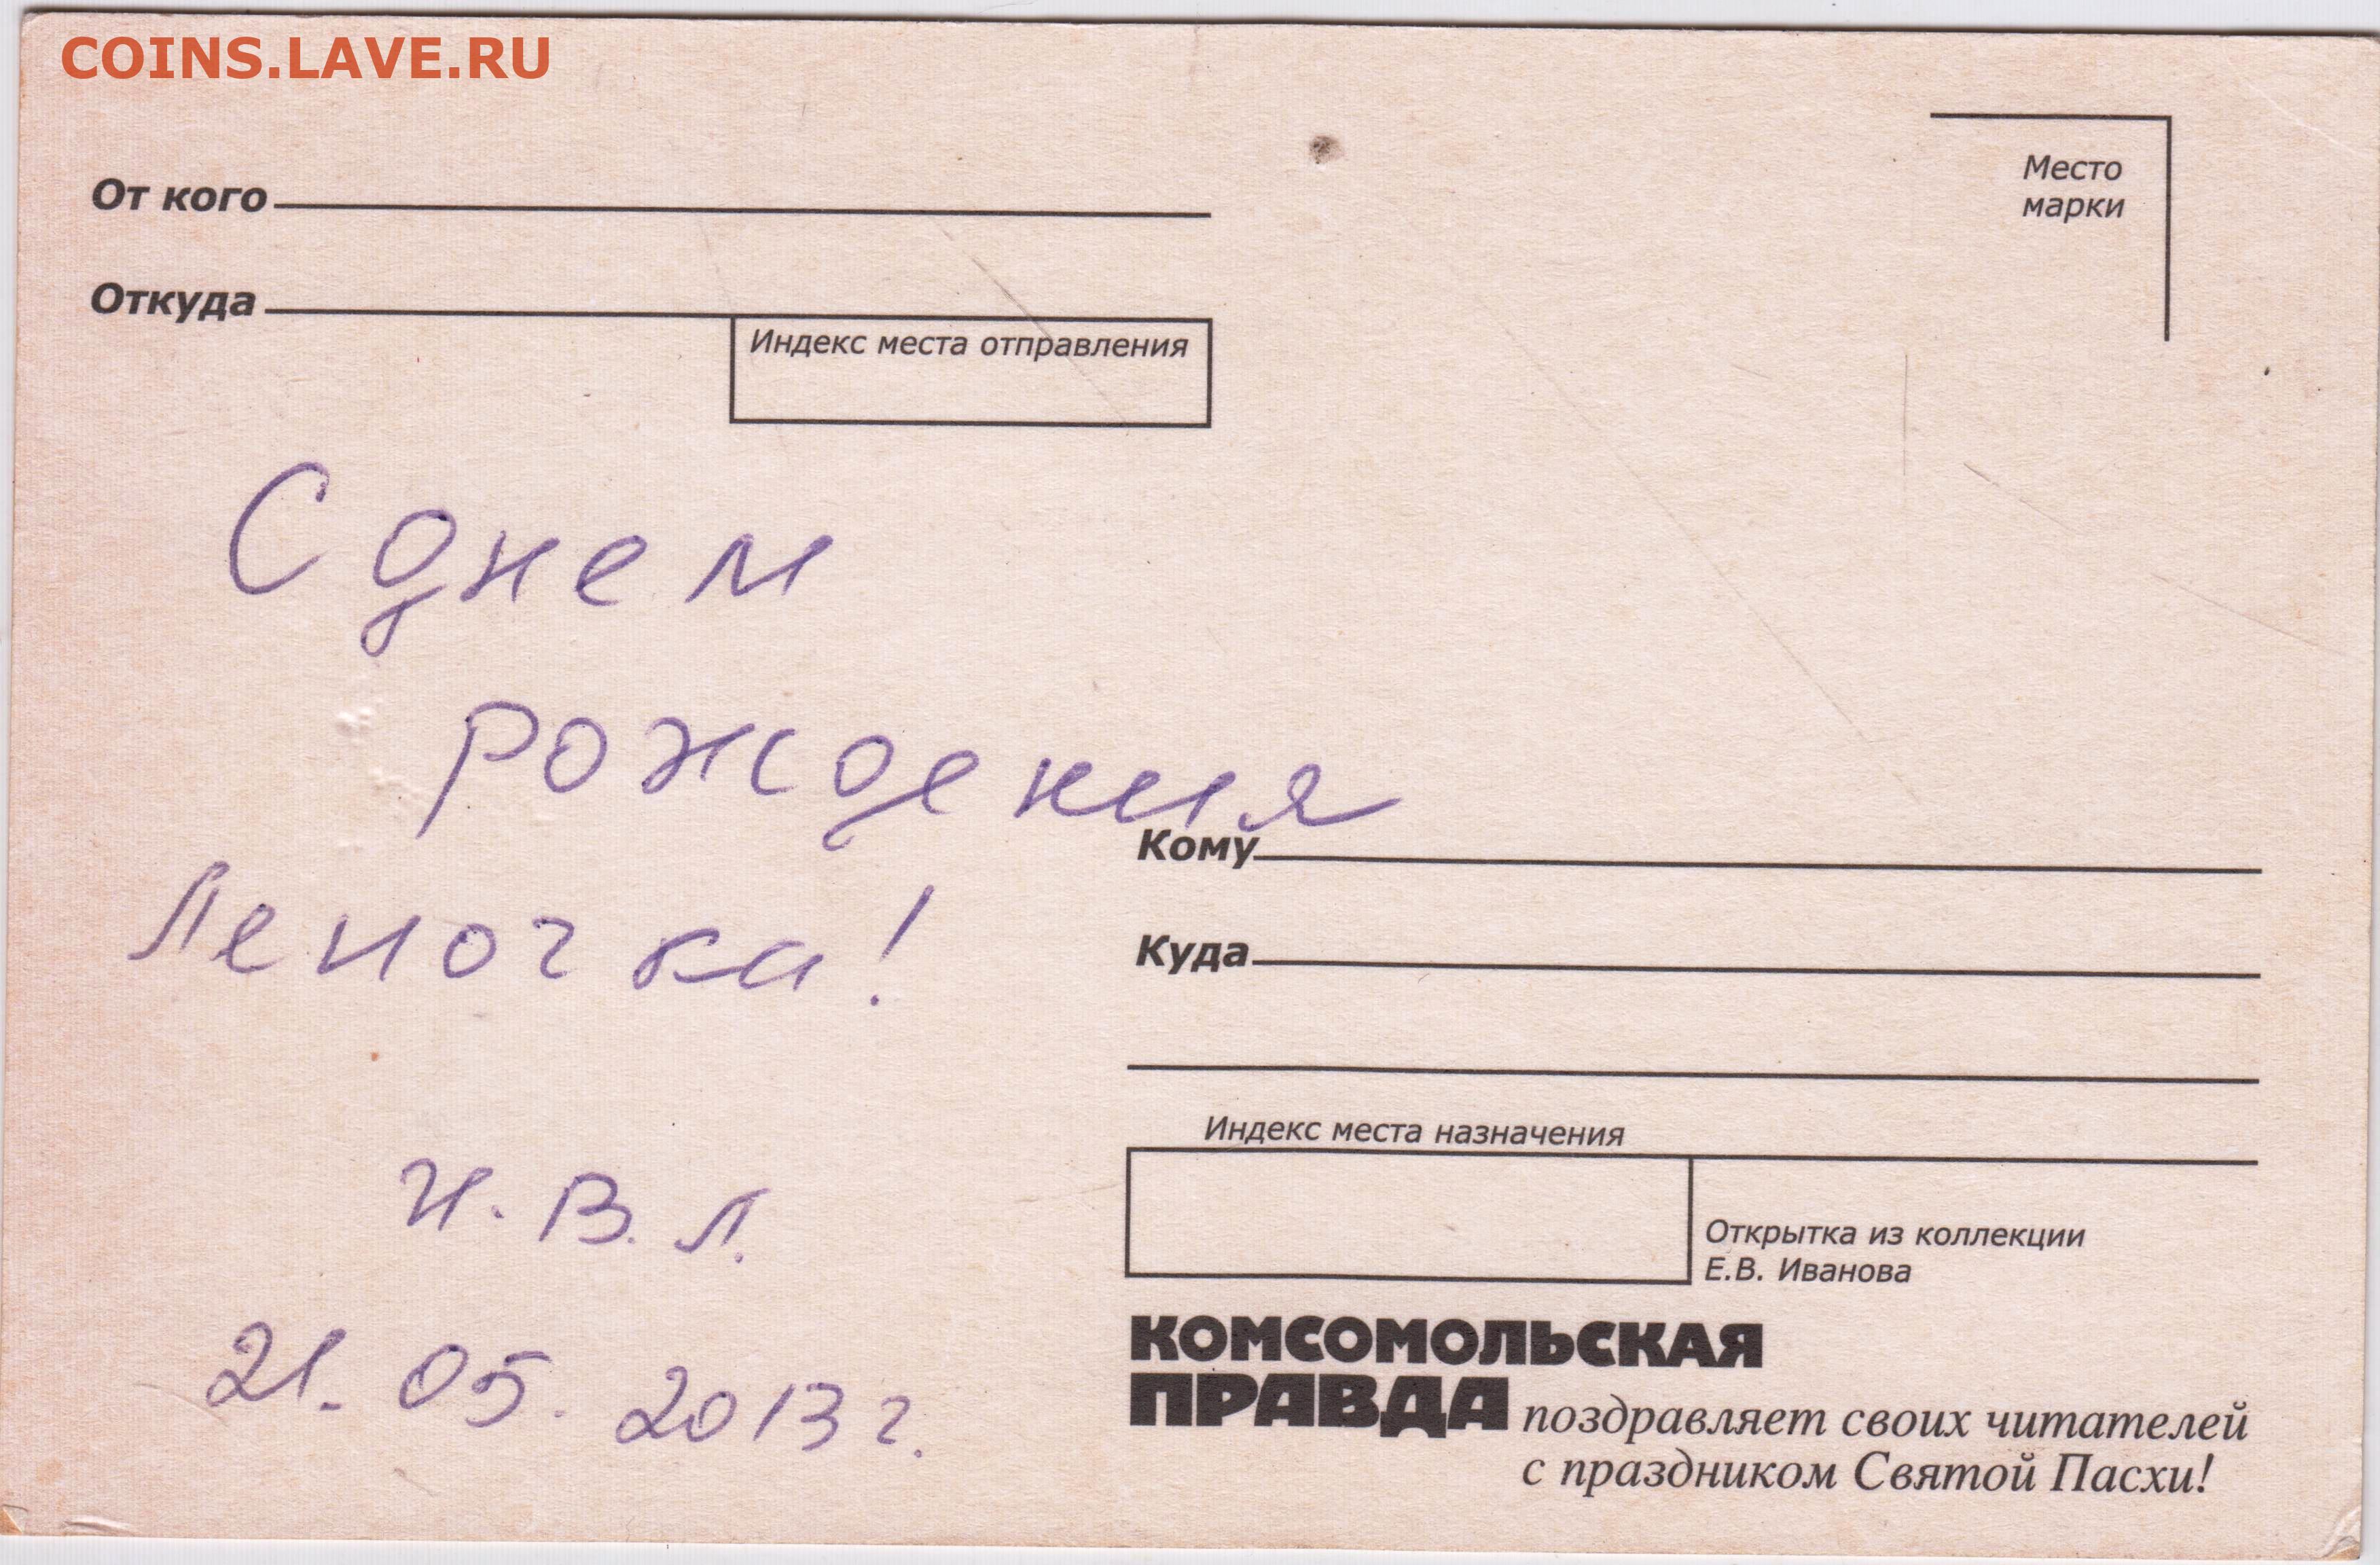 COINS.LAVE.RU
От кого
Место
марки
Откуда
Индекс места отправления
С днем
рождения
Леночка!
Н. В. Л.
21. 05. 2013 г.
Кому
Куда
Индекс места назначения
Открытка из коллекции
Е.В. Иванова
КОМСОМОЛЬСКАЯ
ПРАВДА поздравляет своих читателей
с праздником Святой Пасхи!